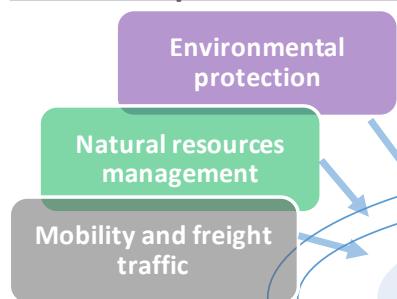 Environmental
protection
Natural resources
management
Mobility and freight
traffic